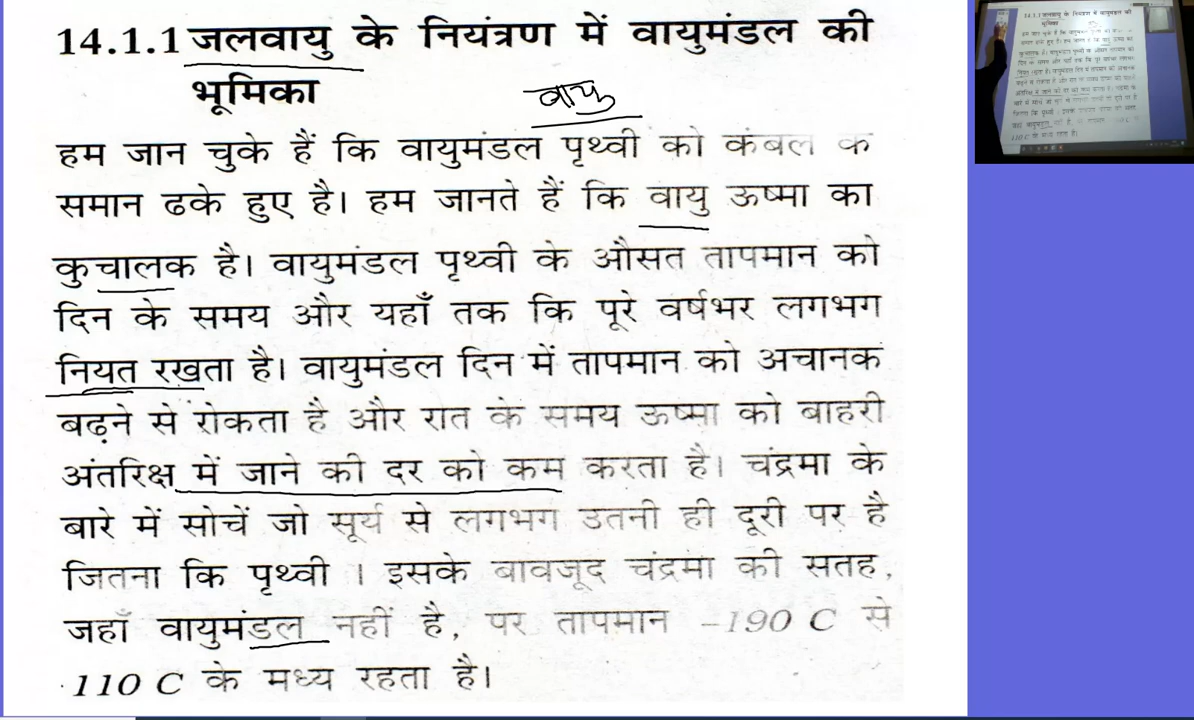 14.1.1 जलवायु के नियंत्रण में वायुमंडल की
भूमिका
वायु
हम जान चुके हैं कि वायुमंडल पृथ्वी को कंबल क
समान ढके हुए है। हम जानते हैं कि वायु ऊष्मा का
कुचालक है। वायुमंडल पृथ्वी के औसत तापमान को
दिन के समय और यहाँ तक कि पूरे वर्षभर लगभग
नियत रखता है। वायुमंडल दिन में तापमान को अचानक
बढ़ने से रोकता है और रात के समय ऊष्मा को बाहरी
अंतरिक्ष में जाने की दर को कम करता है। चंद्रमा के
बारे में सोचें जो सूर्य से लगभग उतनी ही दूरी पर है
जितना कि पृथ्वी । इसके बावजूद चंद्रमा की सतह,
जहाँ वायुमंडल नहीं है, पर तापमान –190 C से
110 C के मध्य रहता है।